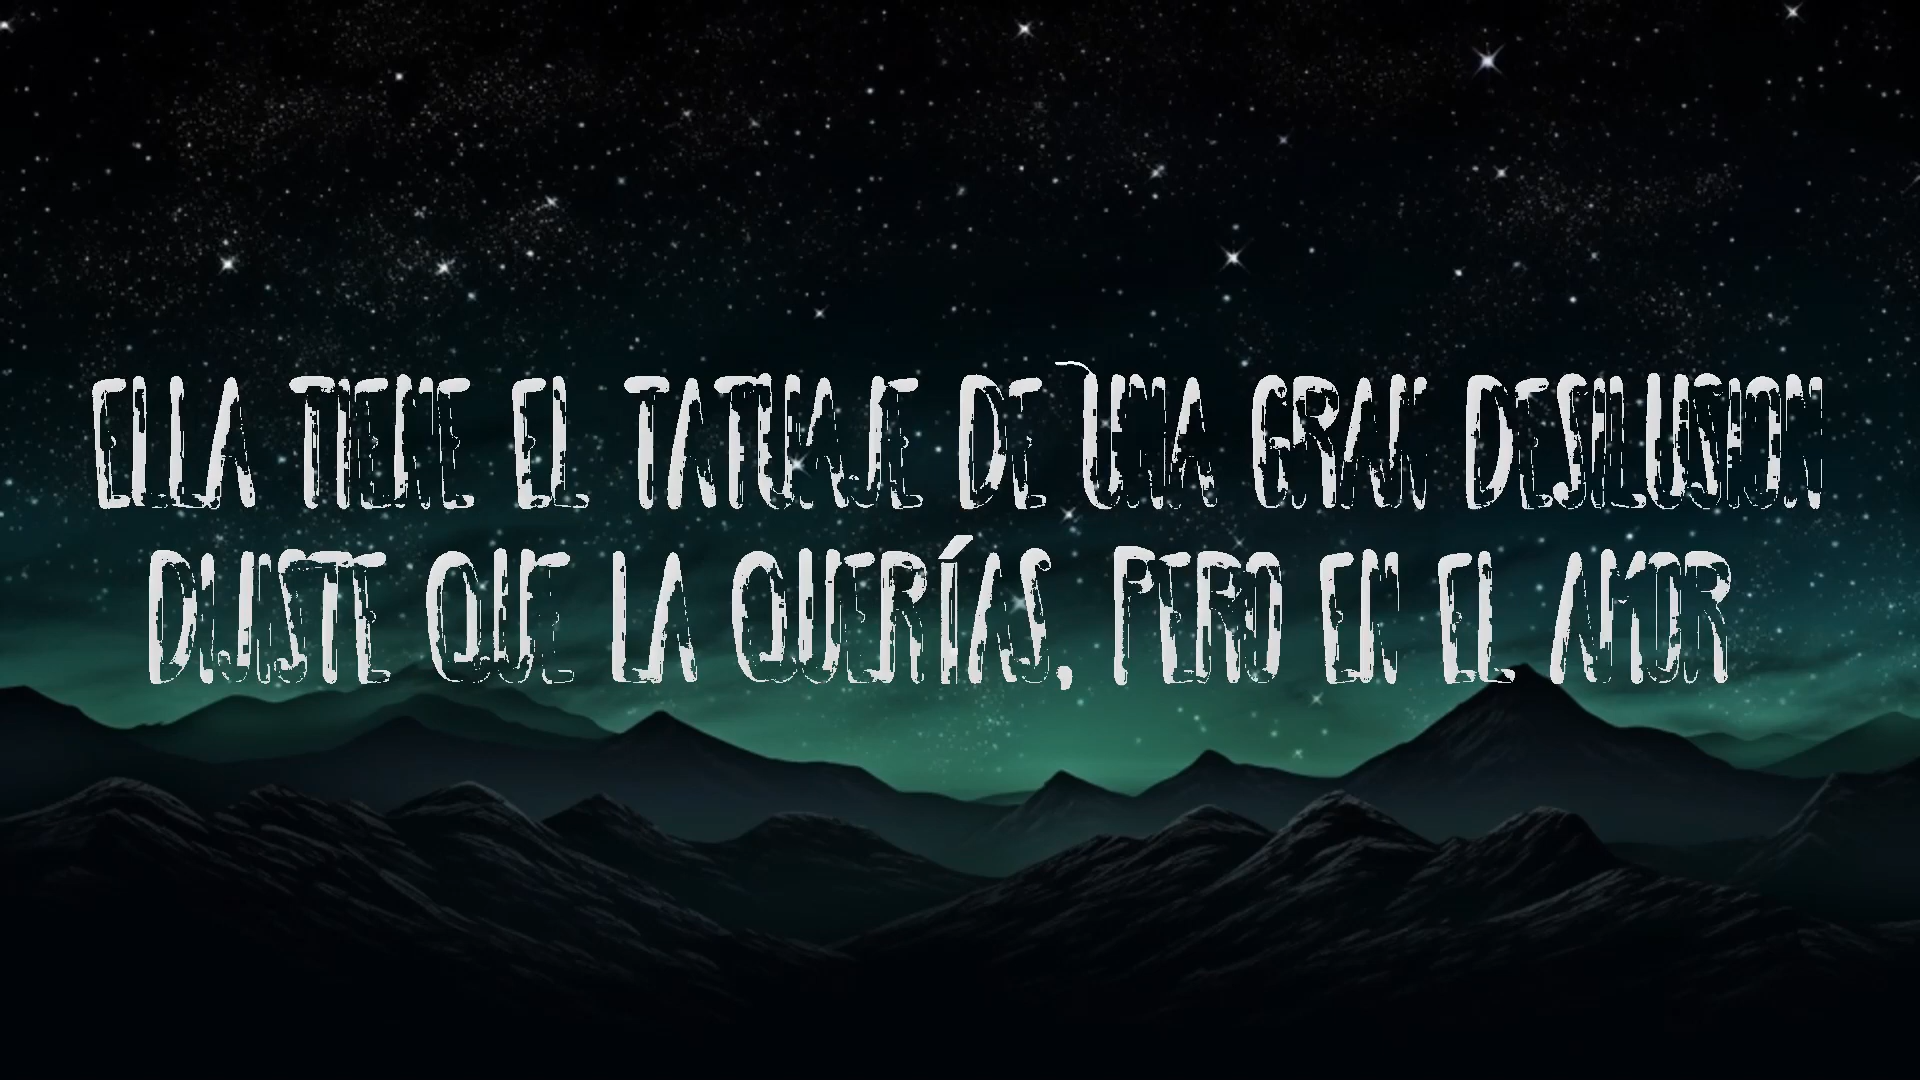 ELLA TIENE EL TATUAJE DE UNA GRAN DESILUSION
DIJISTE QUE LA QUERÍAS, PERO EN EL AMOR